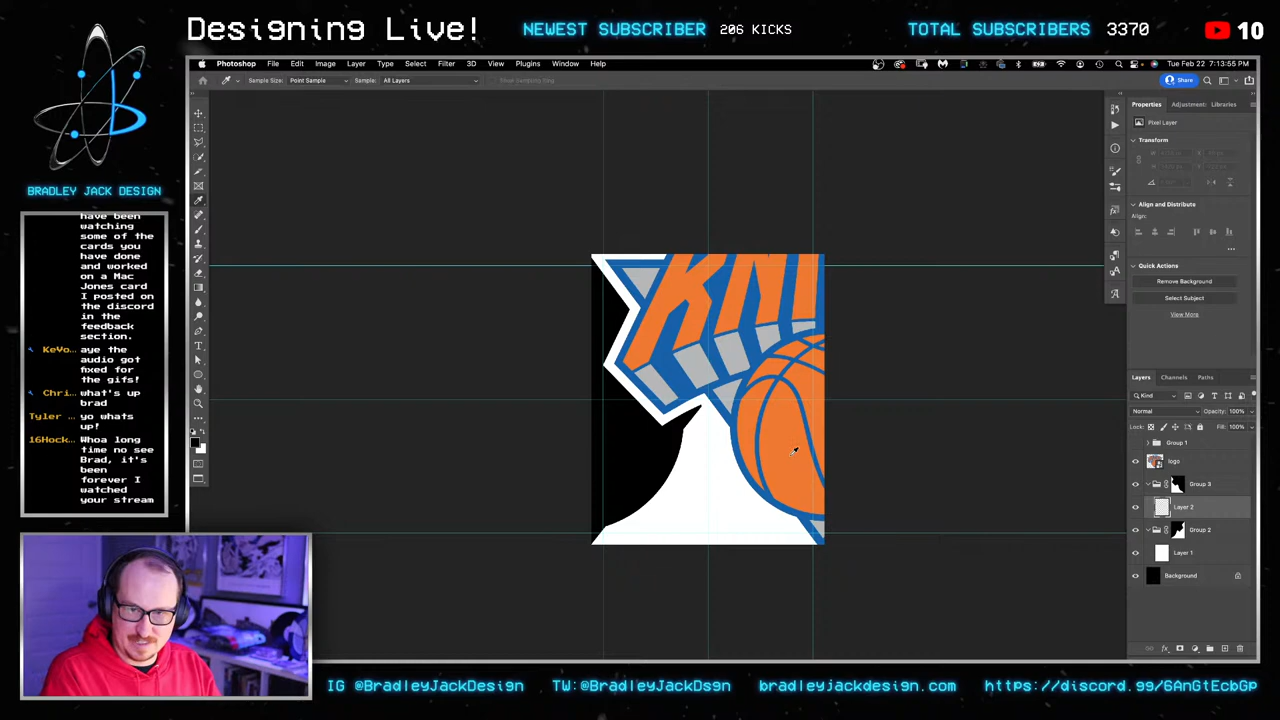 Designing Live!
NEWEST SUBSCRIBER
206 KICKS
TOTAL SUBSCRIBERS 3370
10
Photoshop File Edit Image Layer Type Select Filter 3D View Plugins Window Help
Tue Feb 22 7:13:55 PM
Sample Size: Point Sample Sample: All Layers
Share
BRADLEY JACK DESIGN
have been
watching
some of the
cards you
have done
and worked
on a Mac
Jones card
I posted on
the discord
in the
feedback
section.
KeVo... aye the
audio got
fixed for
the gifs!
Chri... what's up
brad
Tyler ... yo whats
up!
16Hock... Whoa long
time no see
Brad, it's
been
forever I
watched
your stream
KNI
Properties Adjustment: Libraries
Pixel Layer
Transform
Align and Distribute
Align:
Quick Actions
Remove Background
Select Subject
View More
Layers Channels Paths
Kind
Normal Opacity: 100%
Lock: Fill: 100%
Group 1
logo
Group 3
Layer 2
Group 2
Layer 1
Background
IG @BradleyJackDesign
TW:@BradleyJackDsgn
bradleyjackdesign.com
https://discord.gg/6AnGtEcbGp